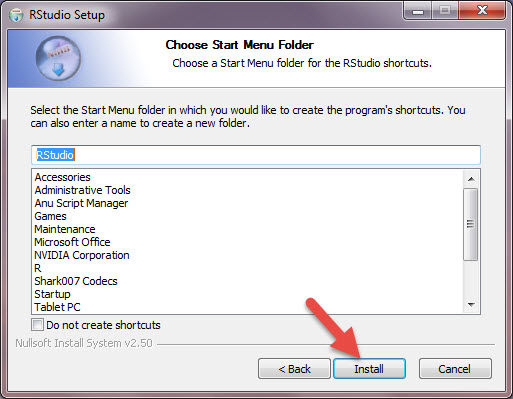 RStudio Setup
Choose Start Menu Folder
Choose a Start Menu folder for the RStudio shortcuts.
Select the Start Menu folder in which you would like to create the program's shortcuts. You
can also enter a name to create a new folder.
RStudio
Accessories
Administrative Tools
Anu Script Manager
Games
Maintenance
Microsoft Office
NVIDIA Corporation
R
Shark007 Codecs
Startup
Tablet PC
Do not create shortcuts
Nullsoft Install System v2.50
< Back
Install
Cancel